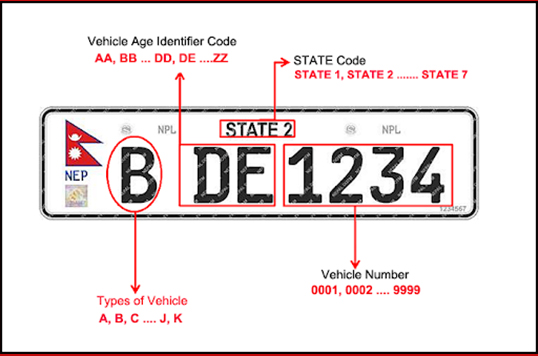 Vehicle Age Identifier Code
AA, BB ... DD, DE ....ZZ
STATE Code
STATE 1, STATE 2 ....... STATE 7
NPL
STATE 2
NPL
NEP
B DE 1234
1234567
Vehicle Number
0001, 0002 .... 9999
Types of Vehicle
A, B, C .... J, K